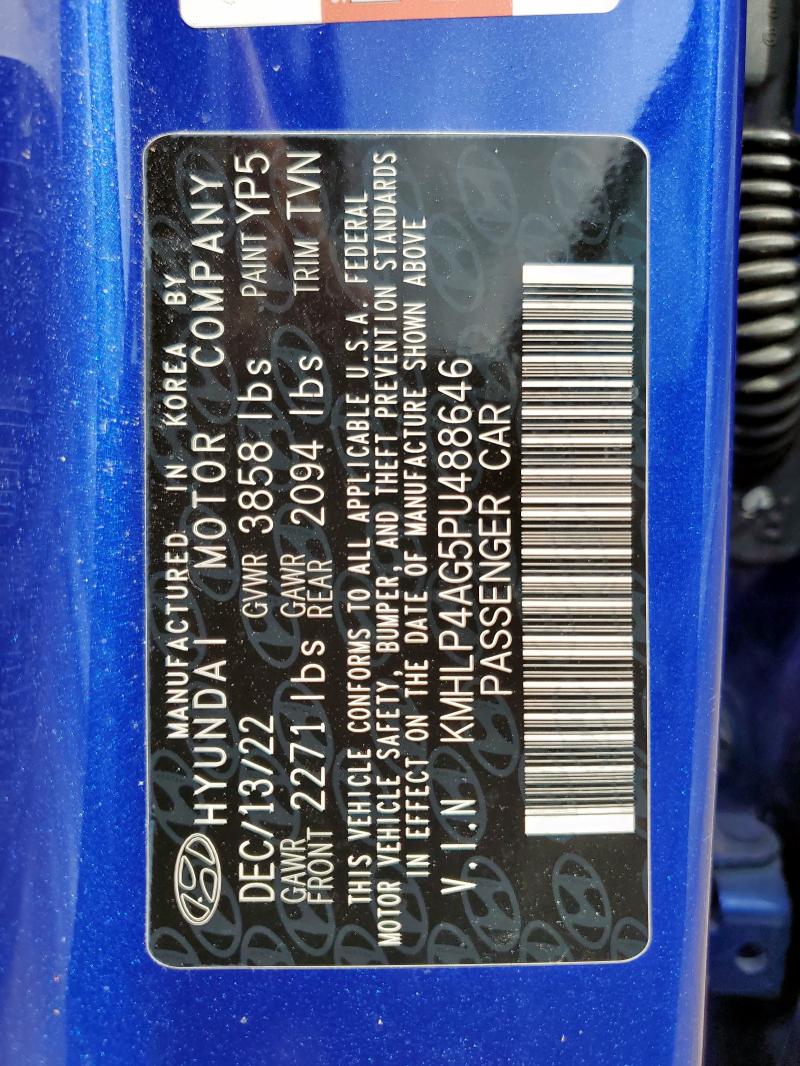 MANUFACTURED IN KOREA BY
HYUNDAI MOTOR COMPANY
DEC/13/22 GVWR 3858 lbs PAINT YP5
GAWR FRONT 2271 lbs GAWR REAR 2094 lbs TRIM TVN
THIS VEHICLE CONFORMS TO ALL APPLICABLE U.S.A. FEDERAL
MOTOR VEHICLE SAFETY, BUMPER, AND THEFT PREVENTION STANDARDS
IN EFFECT ON THE DATE OF MANUFACTURE SHOWN ABOVE
V.I.N KMHLP4AG5PU488646
PASSENGER CAR